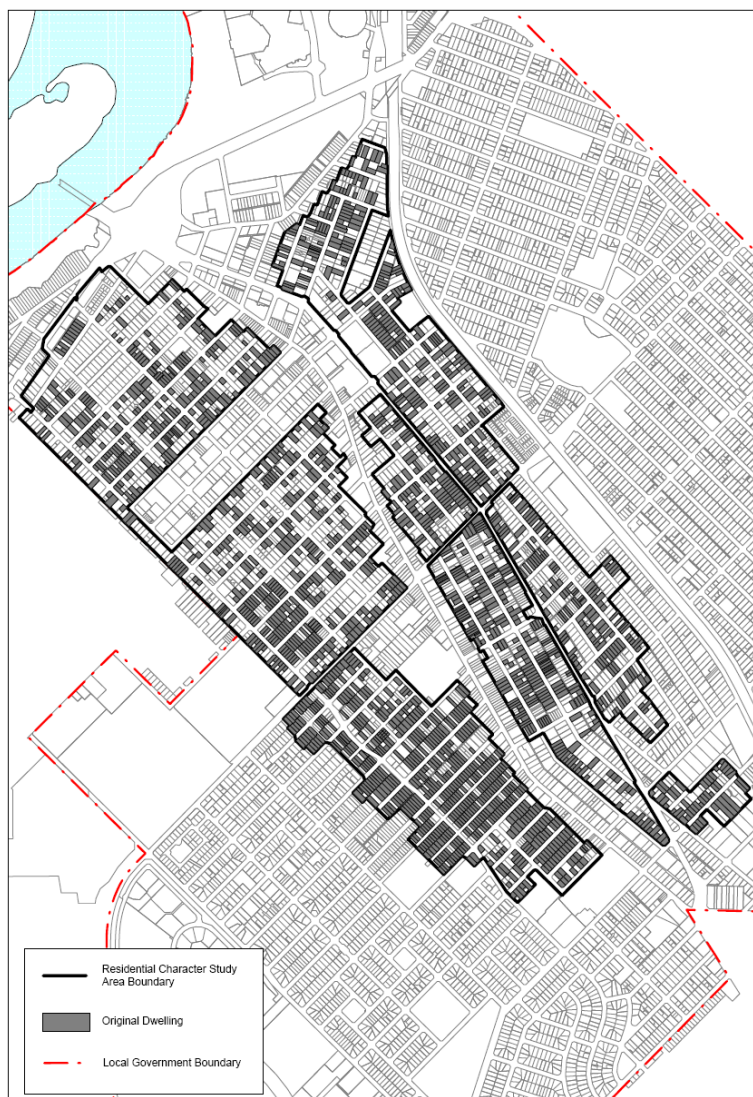 Residential Character Study
Area Boundary
Original Dwelling
Local Government Boundary